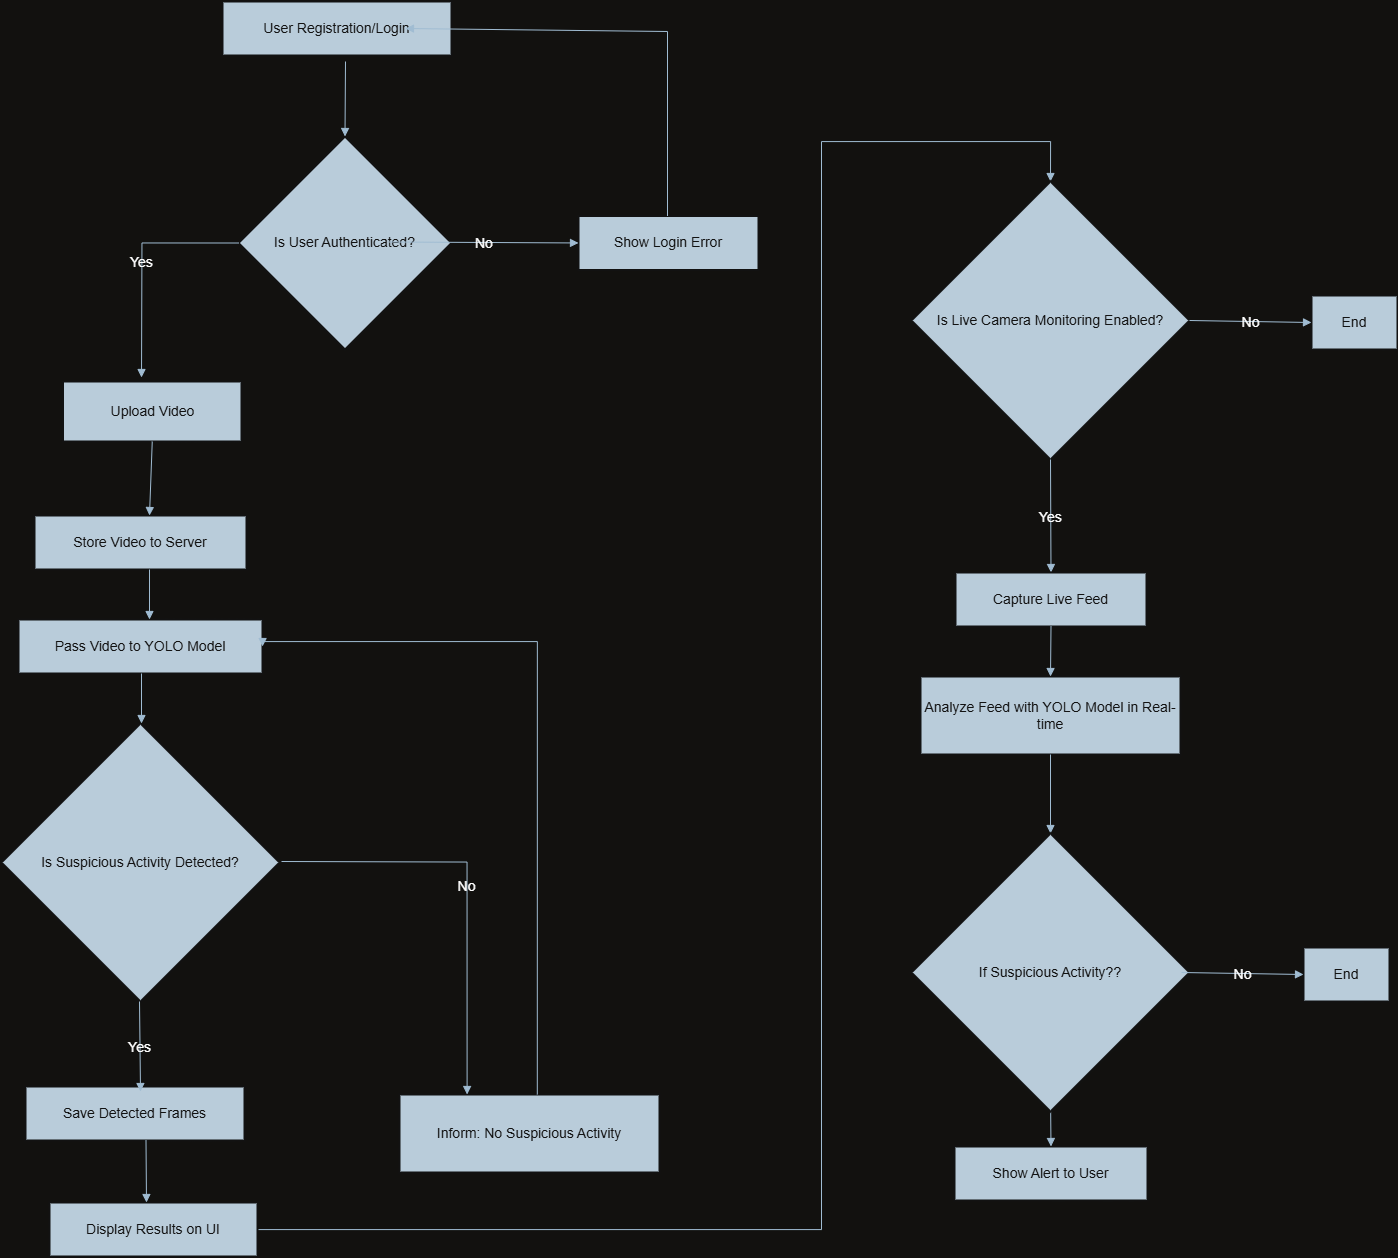 User Registration/Login
Is User Authenticated?
No
Show Login Error
Yes
Upload Video
Store Video to Server
Pass Video to YOLO Model
Is Suspicious Activity Detected?
No
Yes
Save Detected Frames
Inform: No Suspicious Activity
Display Results on UI
Is Live Camera Monitoring Enabled?
No
End
Yes
Capture Live Feed
Analyze Feed with YOLO Model in Real-
time
If Suspicious Activity??
No
End
Show Alert to User